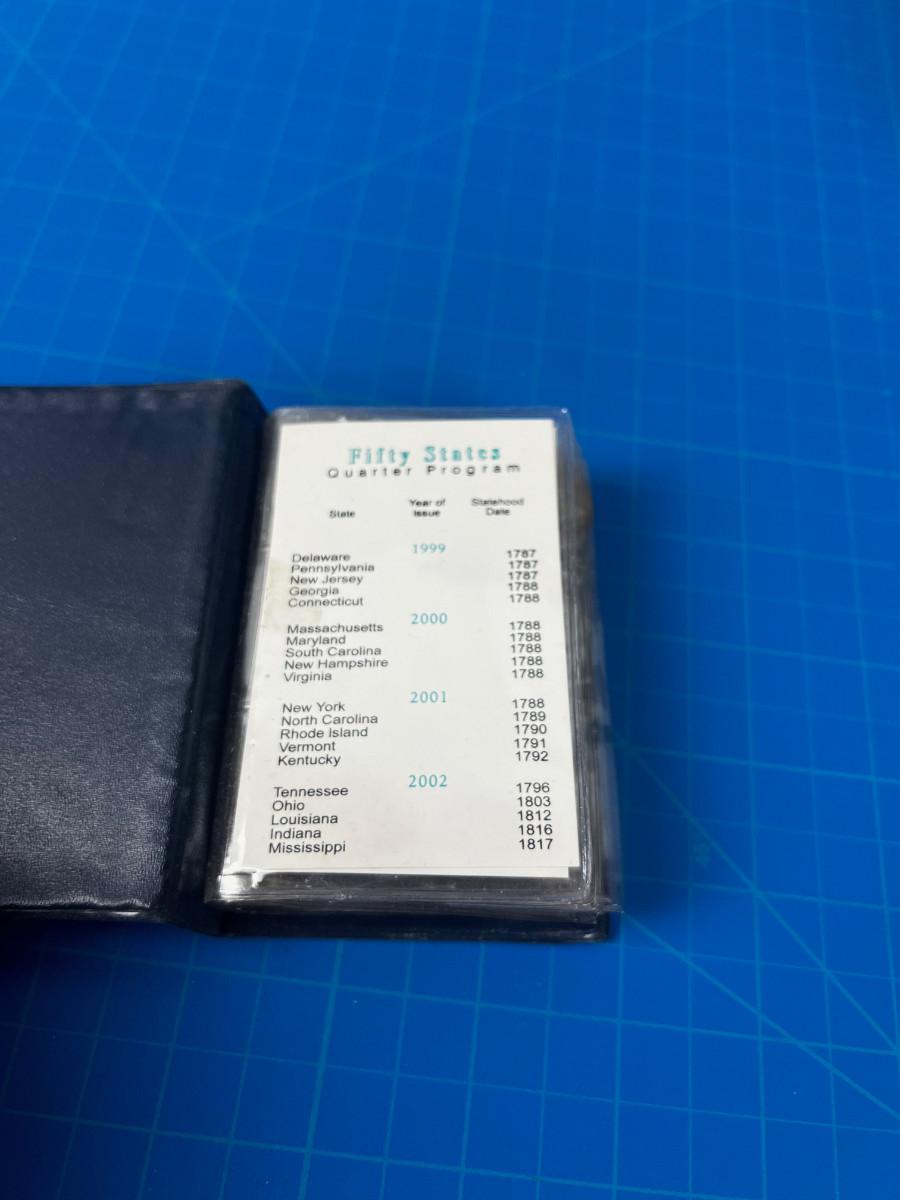 Fifty States
Quarter Program
State Year of Issue Statehood Date
1999
Delaware 1787
Pennsylvania 1787
New Jersey 1787
Georgia 1788
Connecticut 1788
2000
Massachusetts 1788
Maryland 1788
South Carolina 1788
New Hampshire 1788
Virginia 1788
2001
New York 1788
North Carolina 1789
Rhode Island 1790
Vermont 1791
Kentucky 1792
2002
Tennessee 1796
Ohio 1803
Louisiana 1812
Indiana 1816
Mississippi 1817